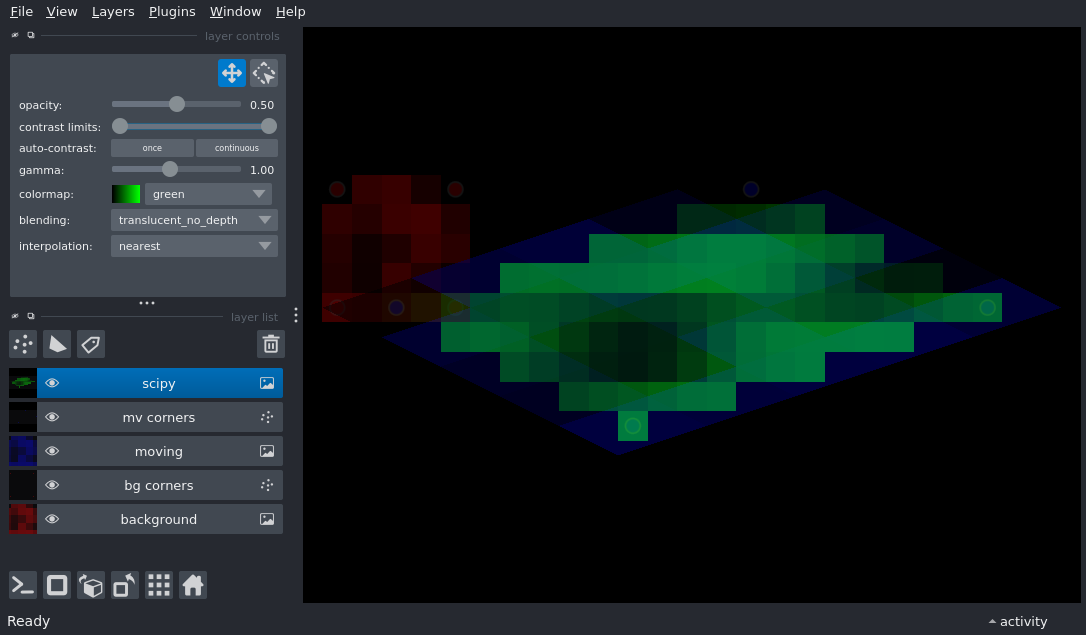 File View Layers Plugins Window Help
layer controls
opacity: 0.50
contrast limits:
auto-contrast: once continuous
gamma: 1.00
colormap: green
blending: translucent_no_depth
interpolation: nearest
layer list
scipy
mv corners
moving
bg corners
background
Ready activity